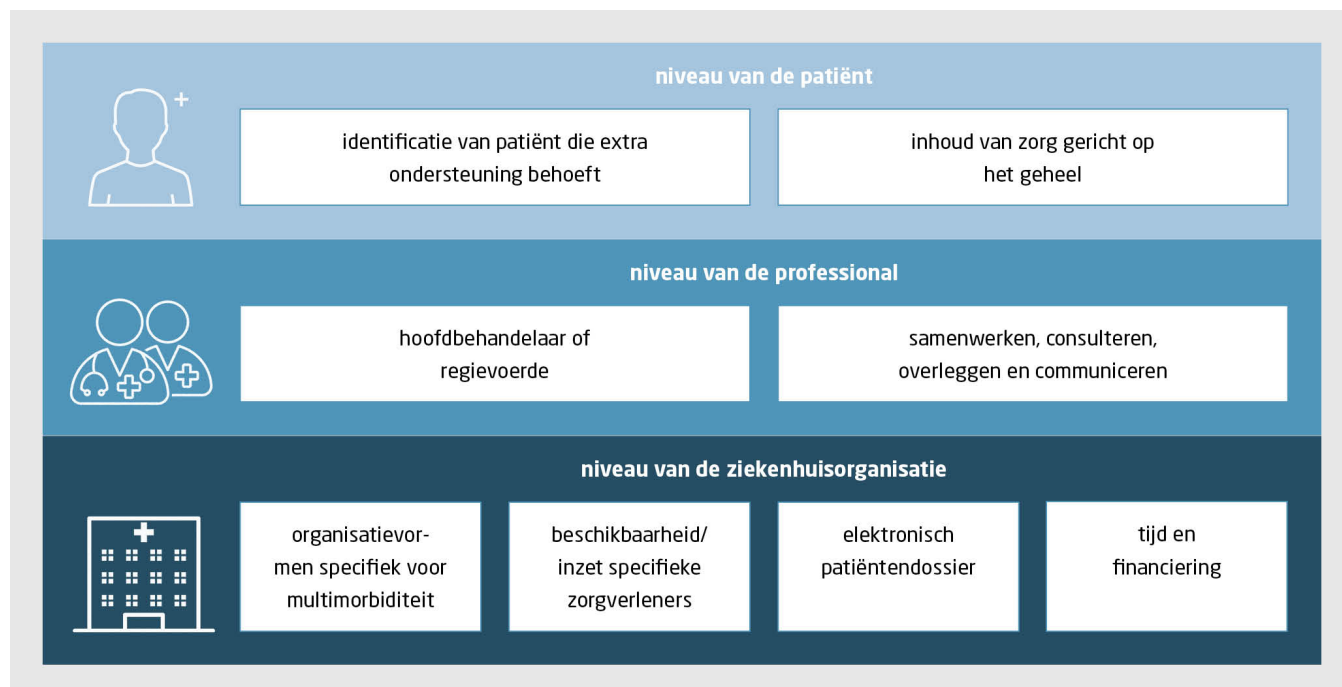 niveau van de patiënt
identificatie van patiënt die extra
ondersteuning behoeft
inhoud van zorg gericht op
het geheel
niveau van de professional
hoofdbehandelaar of
regievoerde
samenwerken, consulteren,
overleggen en communiceren
niveau van de ziekenhuisorganisatie
organisatievor-
men specifiek voor
multimorbiditeit
beschikbaarheid/
inzet specifieke
zorgverleners
elektronisch
patiëntendossier
tijd en
financiering